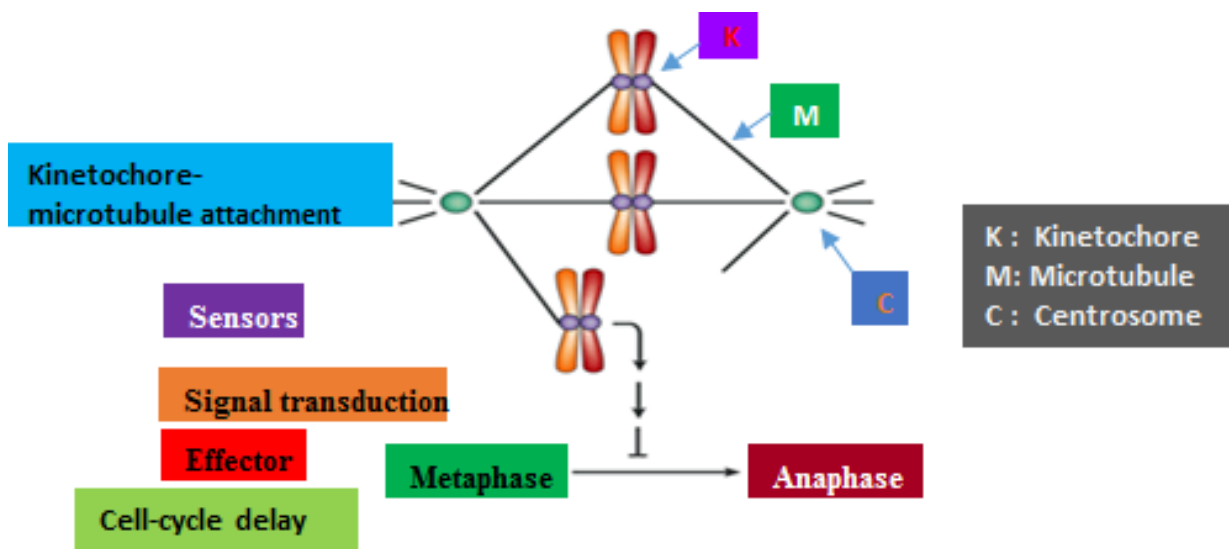 K
M
Kinetochore-
microtubule attachment
K : Kinetochore
M: Microtubule
C : Centrosome
C
Sensors
Signal transduction
Effector
Metaphase
Anaphase
Cell-cycle delay